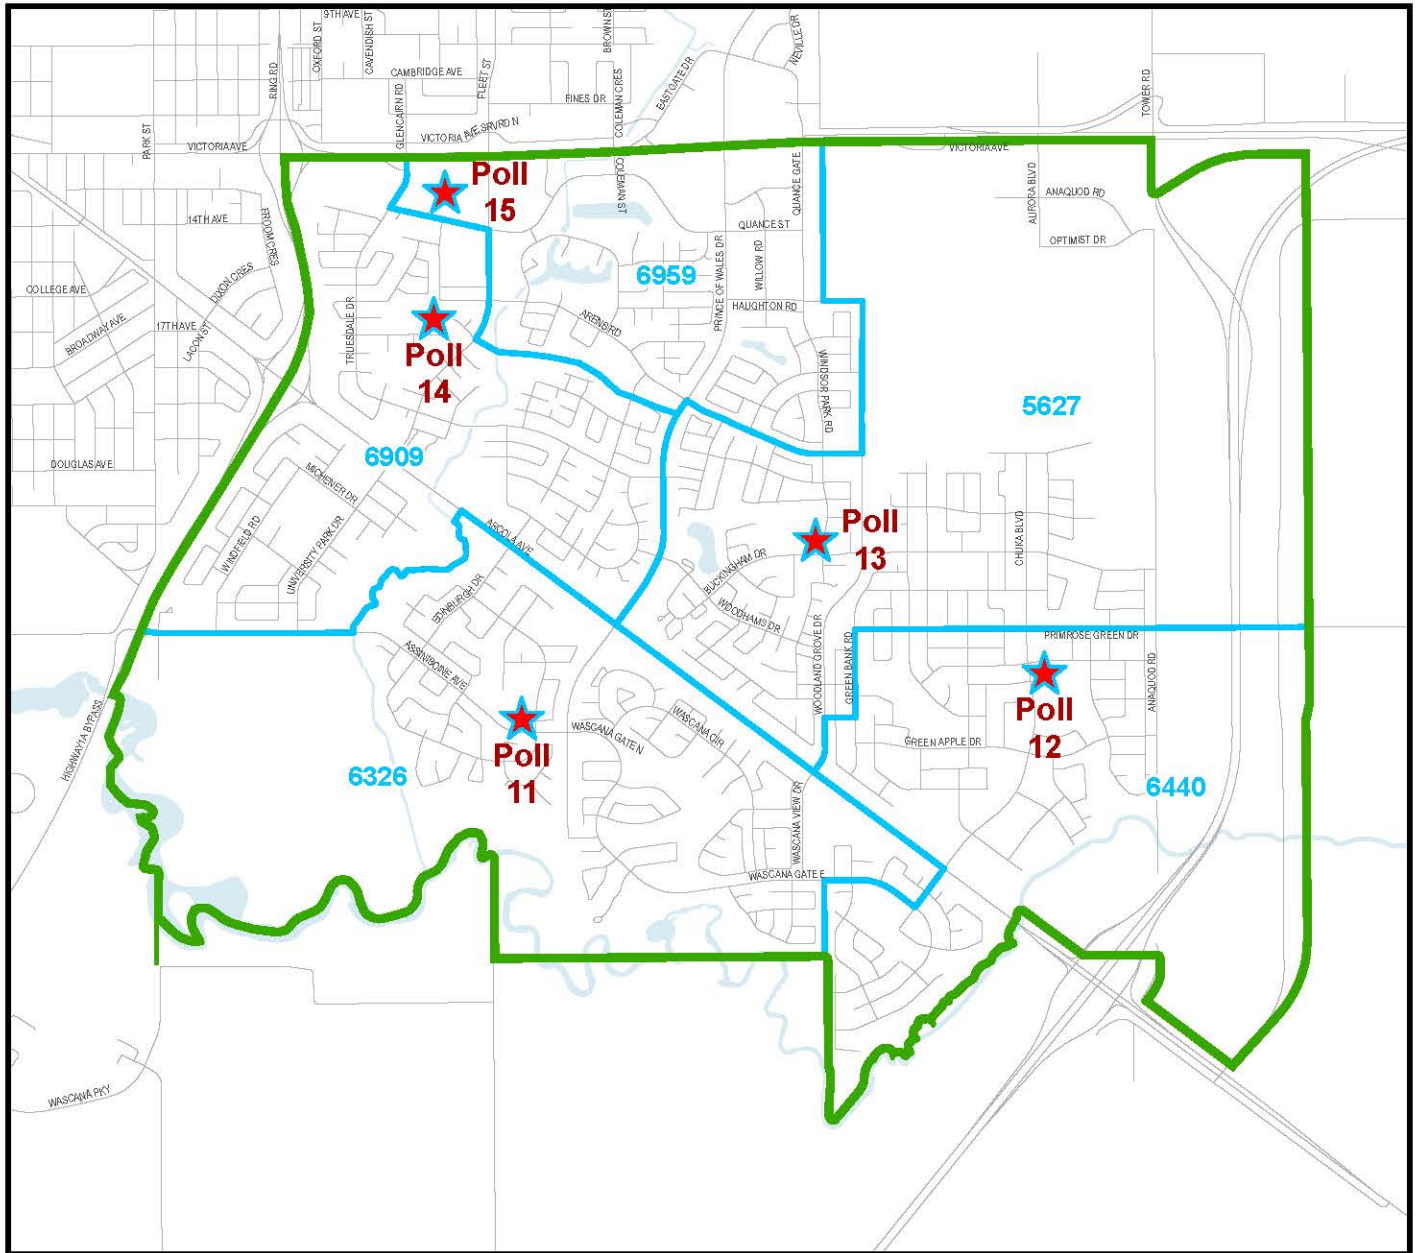 9TH AVE
OXFORD ST
CAVENDISH ST
BROWN ST
NEVILLE DR
RING RD
CAMBRIDGE AVE
FLEET ST
EASTGATE DR
TOWER RD
GLENCAIRN RD
FINES DR
COLEMAN CRES
PARK ST
VICTORIA AVE
VICTORIA AVE SRVRD N
VICTORIA AVE
Poll
15
COLEMAN ST
QUANCE GATE
AURORA BLVD
ANAQUOD RD
14TH AVE
FROOM CRES
QUANCE ST
OPTIMIST DR
DIXON CRES
6959
PRINCE OF WALES DR
WILLOW RD
COLLEGE AVE
HAUGHTON RD
BROADWAY AVE
17TH AVE
LACON ST
TRUESDALE DR
ARENS RD
Poll
14
WINDSOR PARK RD
5627
6909
DOUGLAS AVE
MICHENER DR
WINDFIELD RD
UNIVERSITY PARK DR
ARCOLA AVE
Poll
13
CHUKA BLVD
BUCKINGHAM DR
EDINBURGH DR
WOODHAMS DR
PRIMROSE GREEN DR
ASSINIBOINE AVE
WOODLAND GROVE DR
GREEN BANK RD
ANAQUOD RD
HIGHWAY 1A BYPASS
WASCANA GATE N
WASCANA CIR
Poll
12
GREEN APPLE DR
Poll
11
6326
6440
WASCANA VIEW DR
WASCANA GATE E
WASCANA PKY